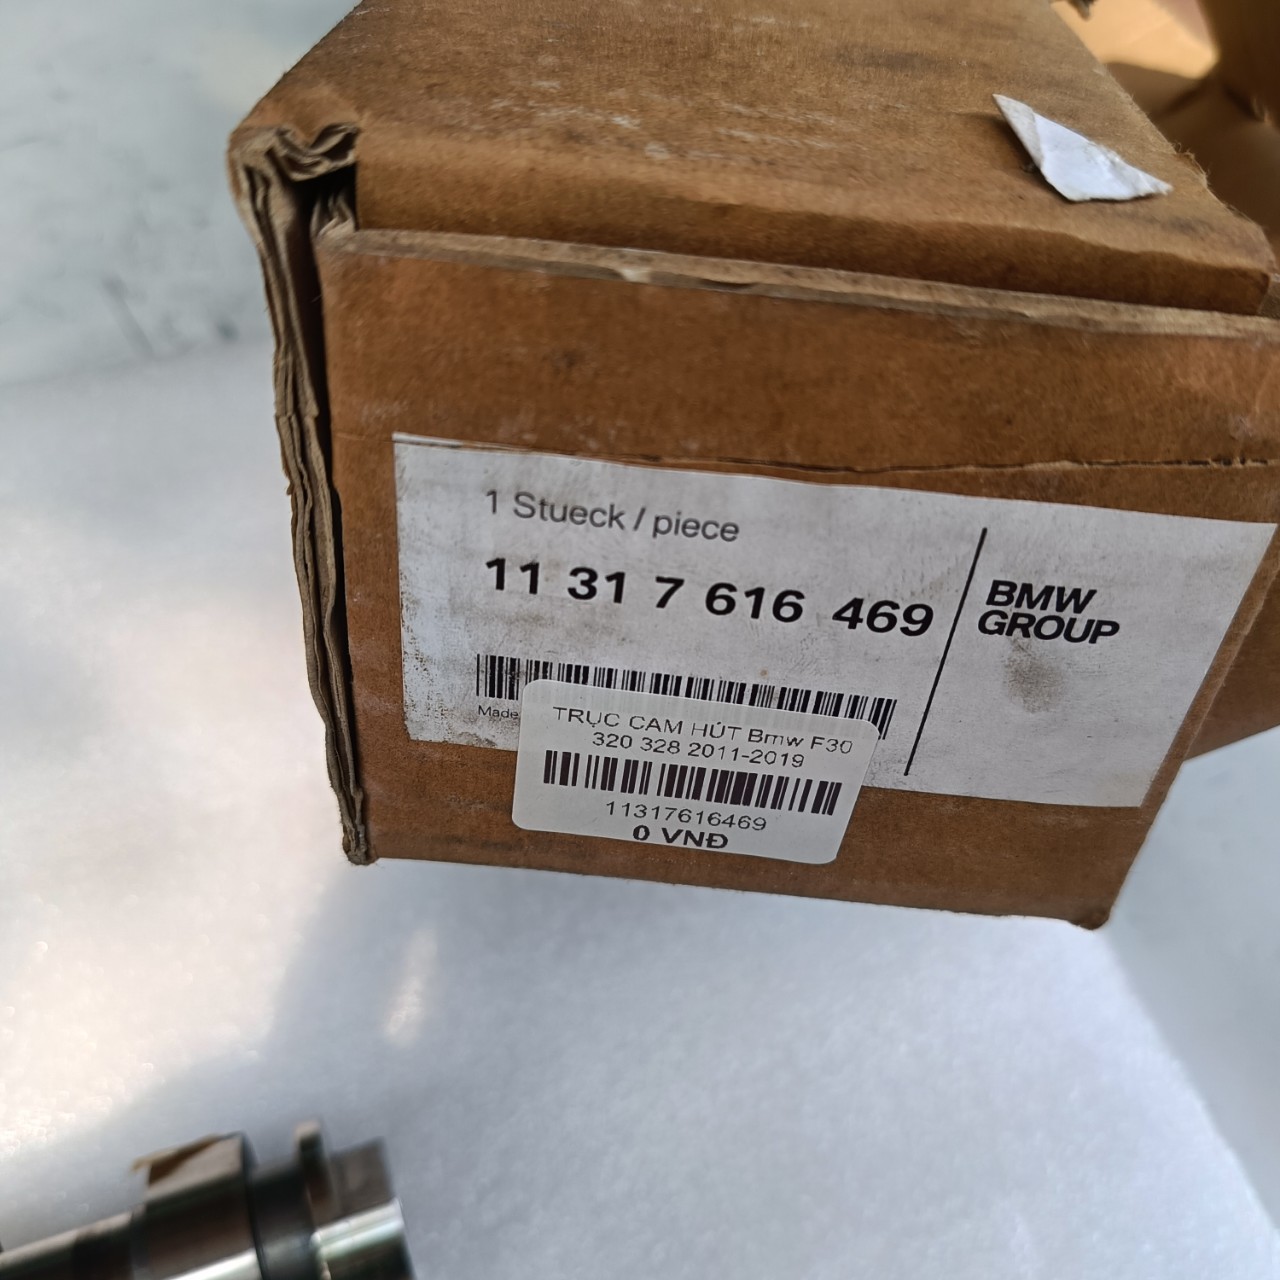 1 Stueck / piece
11 31 7 616 469
BMW
GROUP
Made
TRỤC CAM HÚT Bmw F30
320 328 2011-2019
11317616469
0 VNĐ